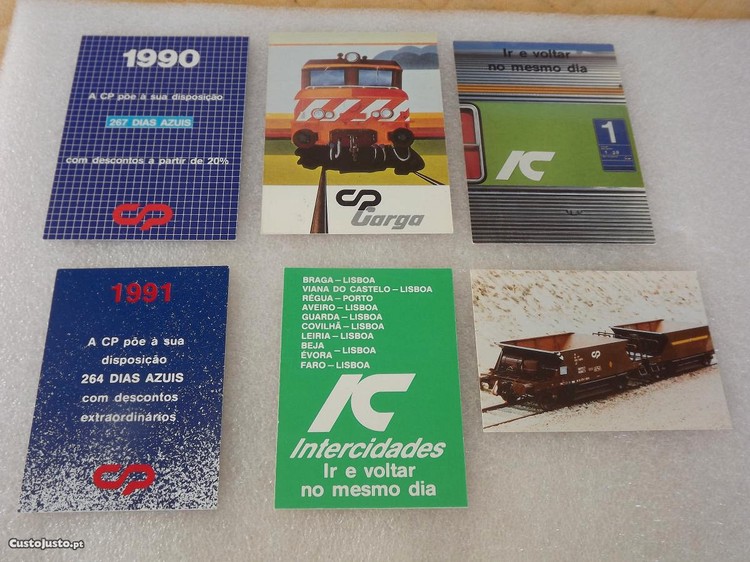 1990
A CP põe à sua disposição
267 DIAS AZUIS
com descontos a partir de 20%
CP
CP
Carga
Ir e voltar
no mesmo dia
1
IC
1991
A CP põe à sua
disposição
264 DIAS AZUIS
com descontos
extraordinários
CP
BRAGA – LISBOA
VIANA DO CASTELO – LISBOA
RÉGUA – PORTO
AVEIRO – LISBOA
GUARDA – LISBOA
COVILHÃ – LISBOA
LEIRIA – LISBOA
BEJA
ÉVORA – LISBOA
FARO – LISBOA
IC
Intercidades
Ir e voltar
no mesmo dia
CustoJusto.pt